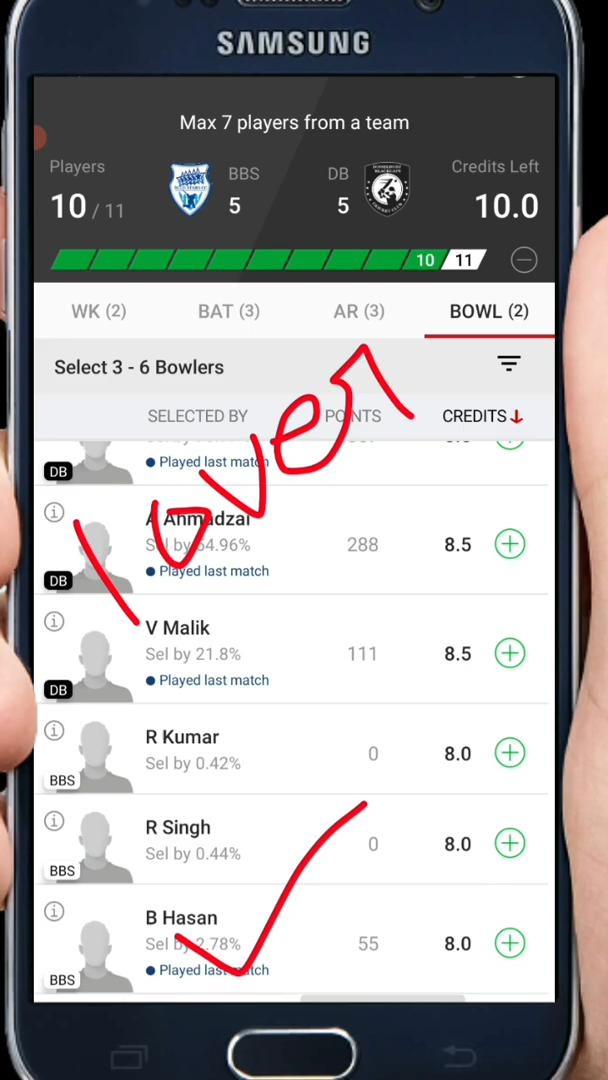 SAMSUNG
Max 7 players from a team
Players BBS DB Credits Left
10 / 11 5 5 10.0
10 11
WK (2) BAT (3) AR (3) BOWL (2)
Select 3 - 6 Bowlers
SELECTED BY POINTS CREDITS
DB Played last match
A Ahmadzai
Sel by 54.96% 288 8.5
DB Played last match
1 over
V Malik
Sel by 21.8% 111 8.5
DB Played last match
R Kumar
Sel by 0.42% 0 8.0
BBS
R Singh
Sel by 0.44% 0 8.0
BBS
B Hasan
Sel by 2.78% 55 8.0
BBS Played last match